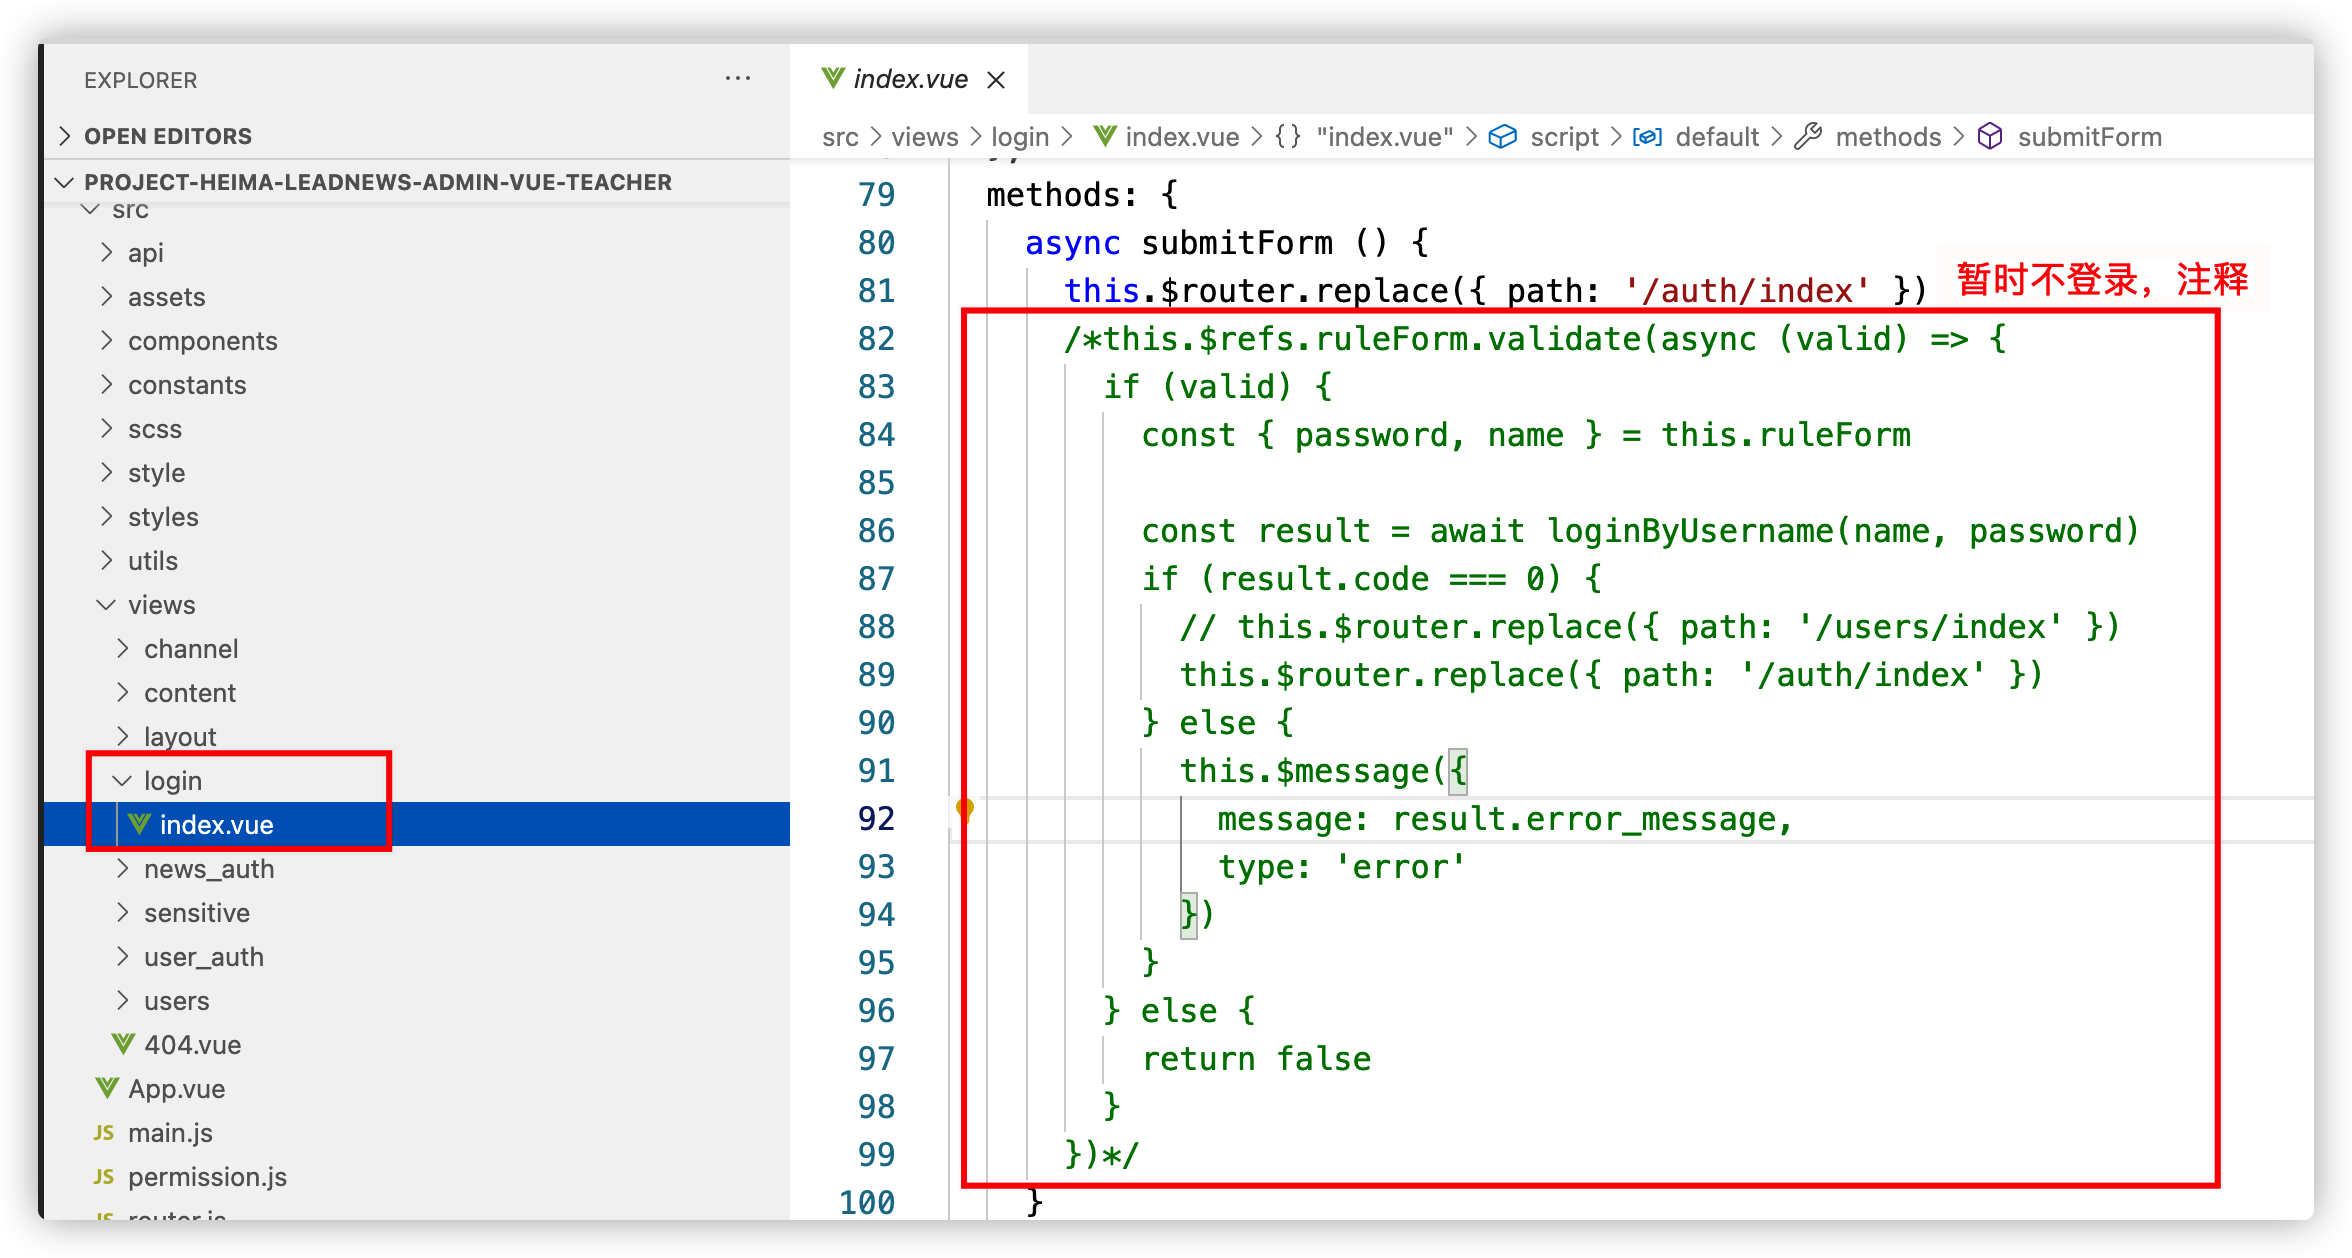 EXPLORER
OPEN EDITORS
PROJECT-HEIMA-LEADNEWS-ADMIN-VUE-TEACHER
src
api
assets
components
constants
scss
style
styles
utils
views
channel
content
layout
login
index.vue
news_auth
sensitive
user_auth
users
404.vue
App.vue
JS main.js
JS permission.js
JS router.js
index.vue
src > views > login > index.vue > {} "index.vue" > script > default > methods > submitForm
79 methods: {
80 async submitForm () {
81 this.$router.replace({ path: '/auth/index' }) 暂时不登录，注释
82 /*this.$refs.ruleForm.validate(async (valid) => {
83 if (valid) {
84 const { password, name } = this.ruleForm
85
86 const result = await loginByUsername(name, password)
87 if (result.code === 0) {
88 // this.$router.replace({ path: '/users/index' })
89 this.$router.replace({ path: '/auth/index' })
90 } else {
91 this.$message({
92 message: result.error_message,
93 type: 'error'
94 })
95 }
96 } else {
97 return false
98 }
99 })*/
100 }